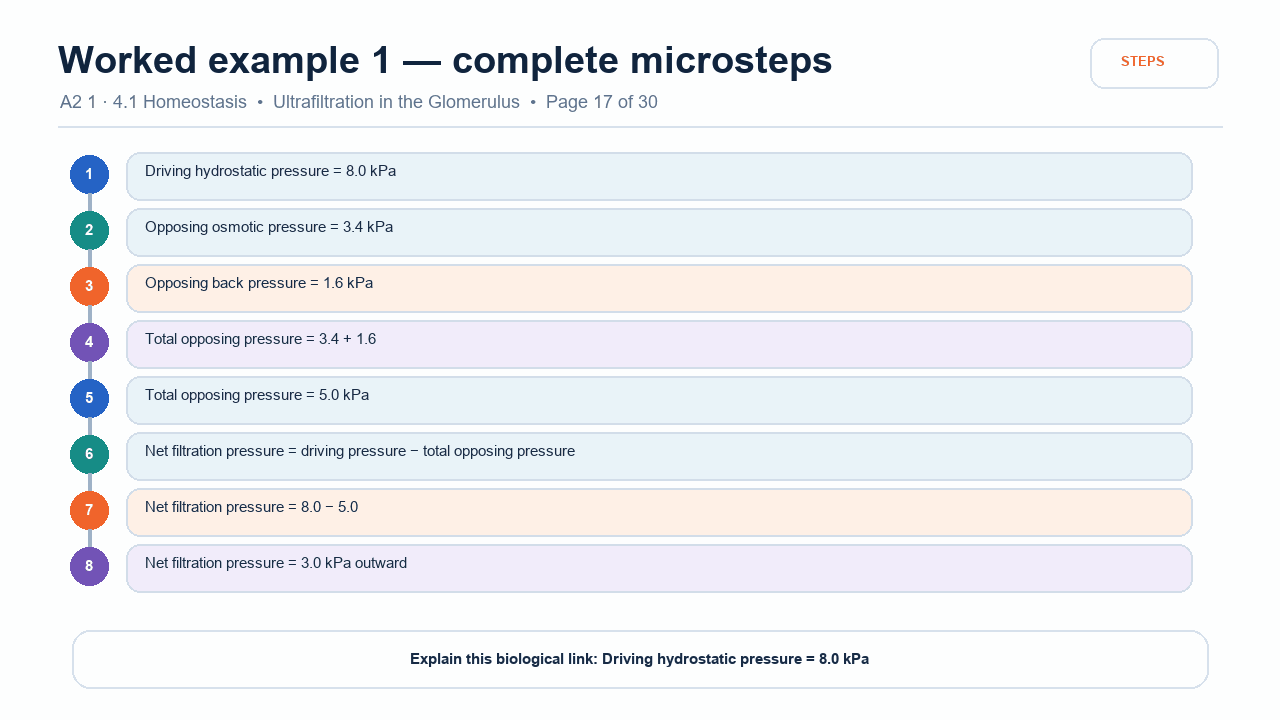 Worked example 1 — complete microsteps
STEPS
A2 1 · 4.1 Homeostasis • Ultrafiltration in the Glomerulus • Page 17 of 30
1 Driving hydrostatic pressure = 8.0 kPa
2 Opposing osmotic pressure = 3.4 kPa
3 Opposing back pressure = 1.6 kPa
4 Total opposing pressure = 3.4 + 1.6
5 Total opposing pressure = 5.0 kPa
6 Net filtration pressure = driving pressure − total opposing pressure
7 Net filtration pressure = 8.0 − 5.0
8 Net filtration pressure = 3.0 kPa outward
Explain this biological link: Driving hydrostatic pressure = 8.0 kPa